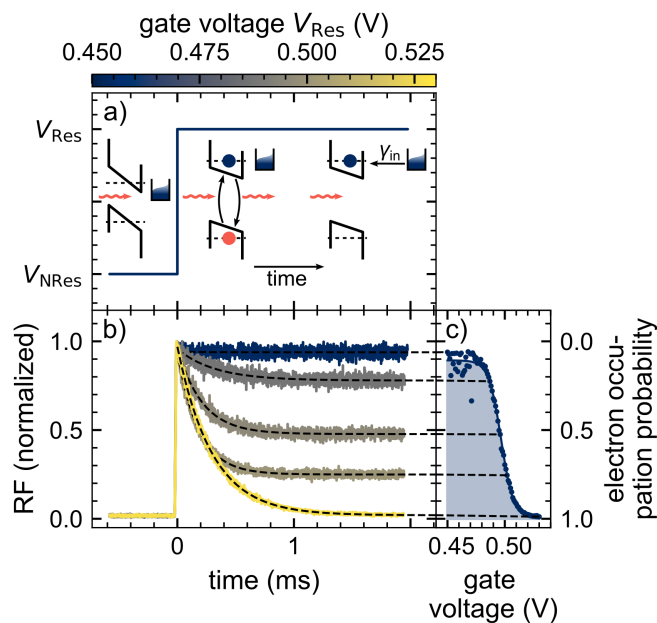 gate voltage V_Res (V)
0.450 0.475 0.500 0.525
a)
V_Res
γ_in
time
V_NRes
b) c)
RF (normalized)
1.0
0.5
0.0
0 1
time (ms)
0.45 0.50
gate
voltage (V)
0.0
0.5
1.0
electron occu-
pation probability